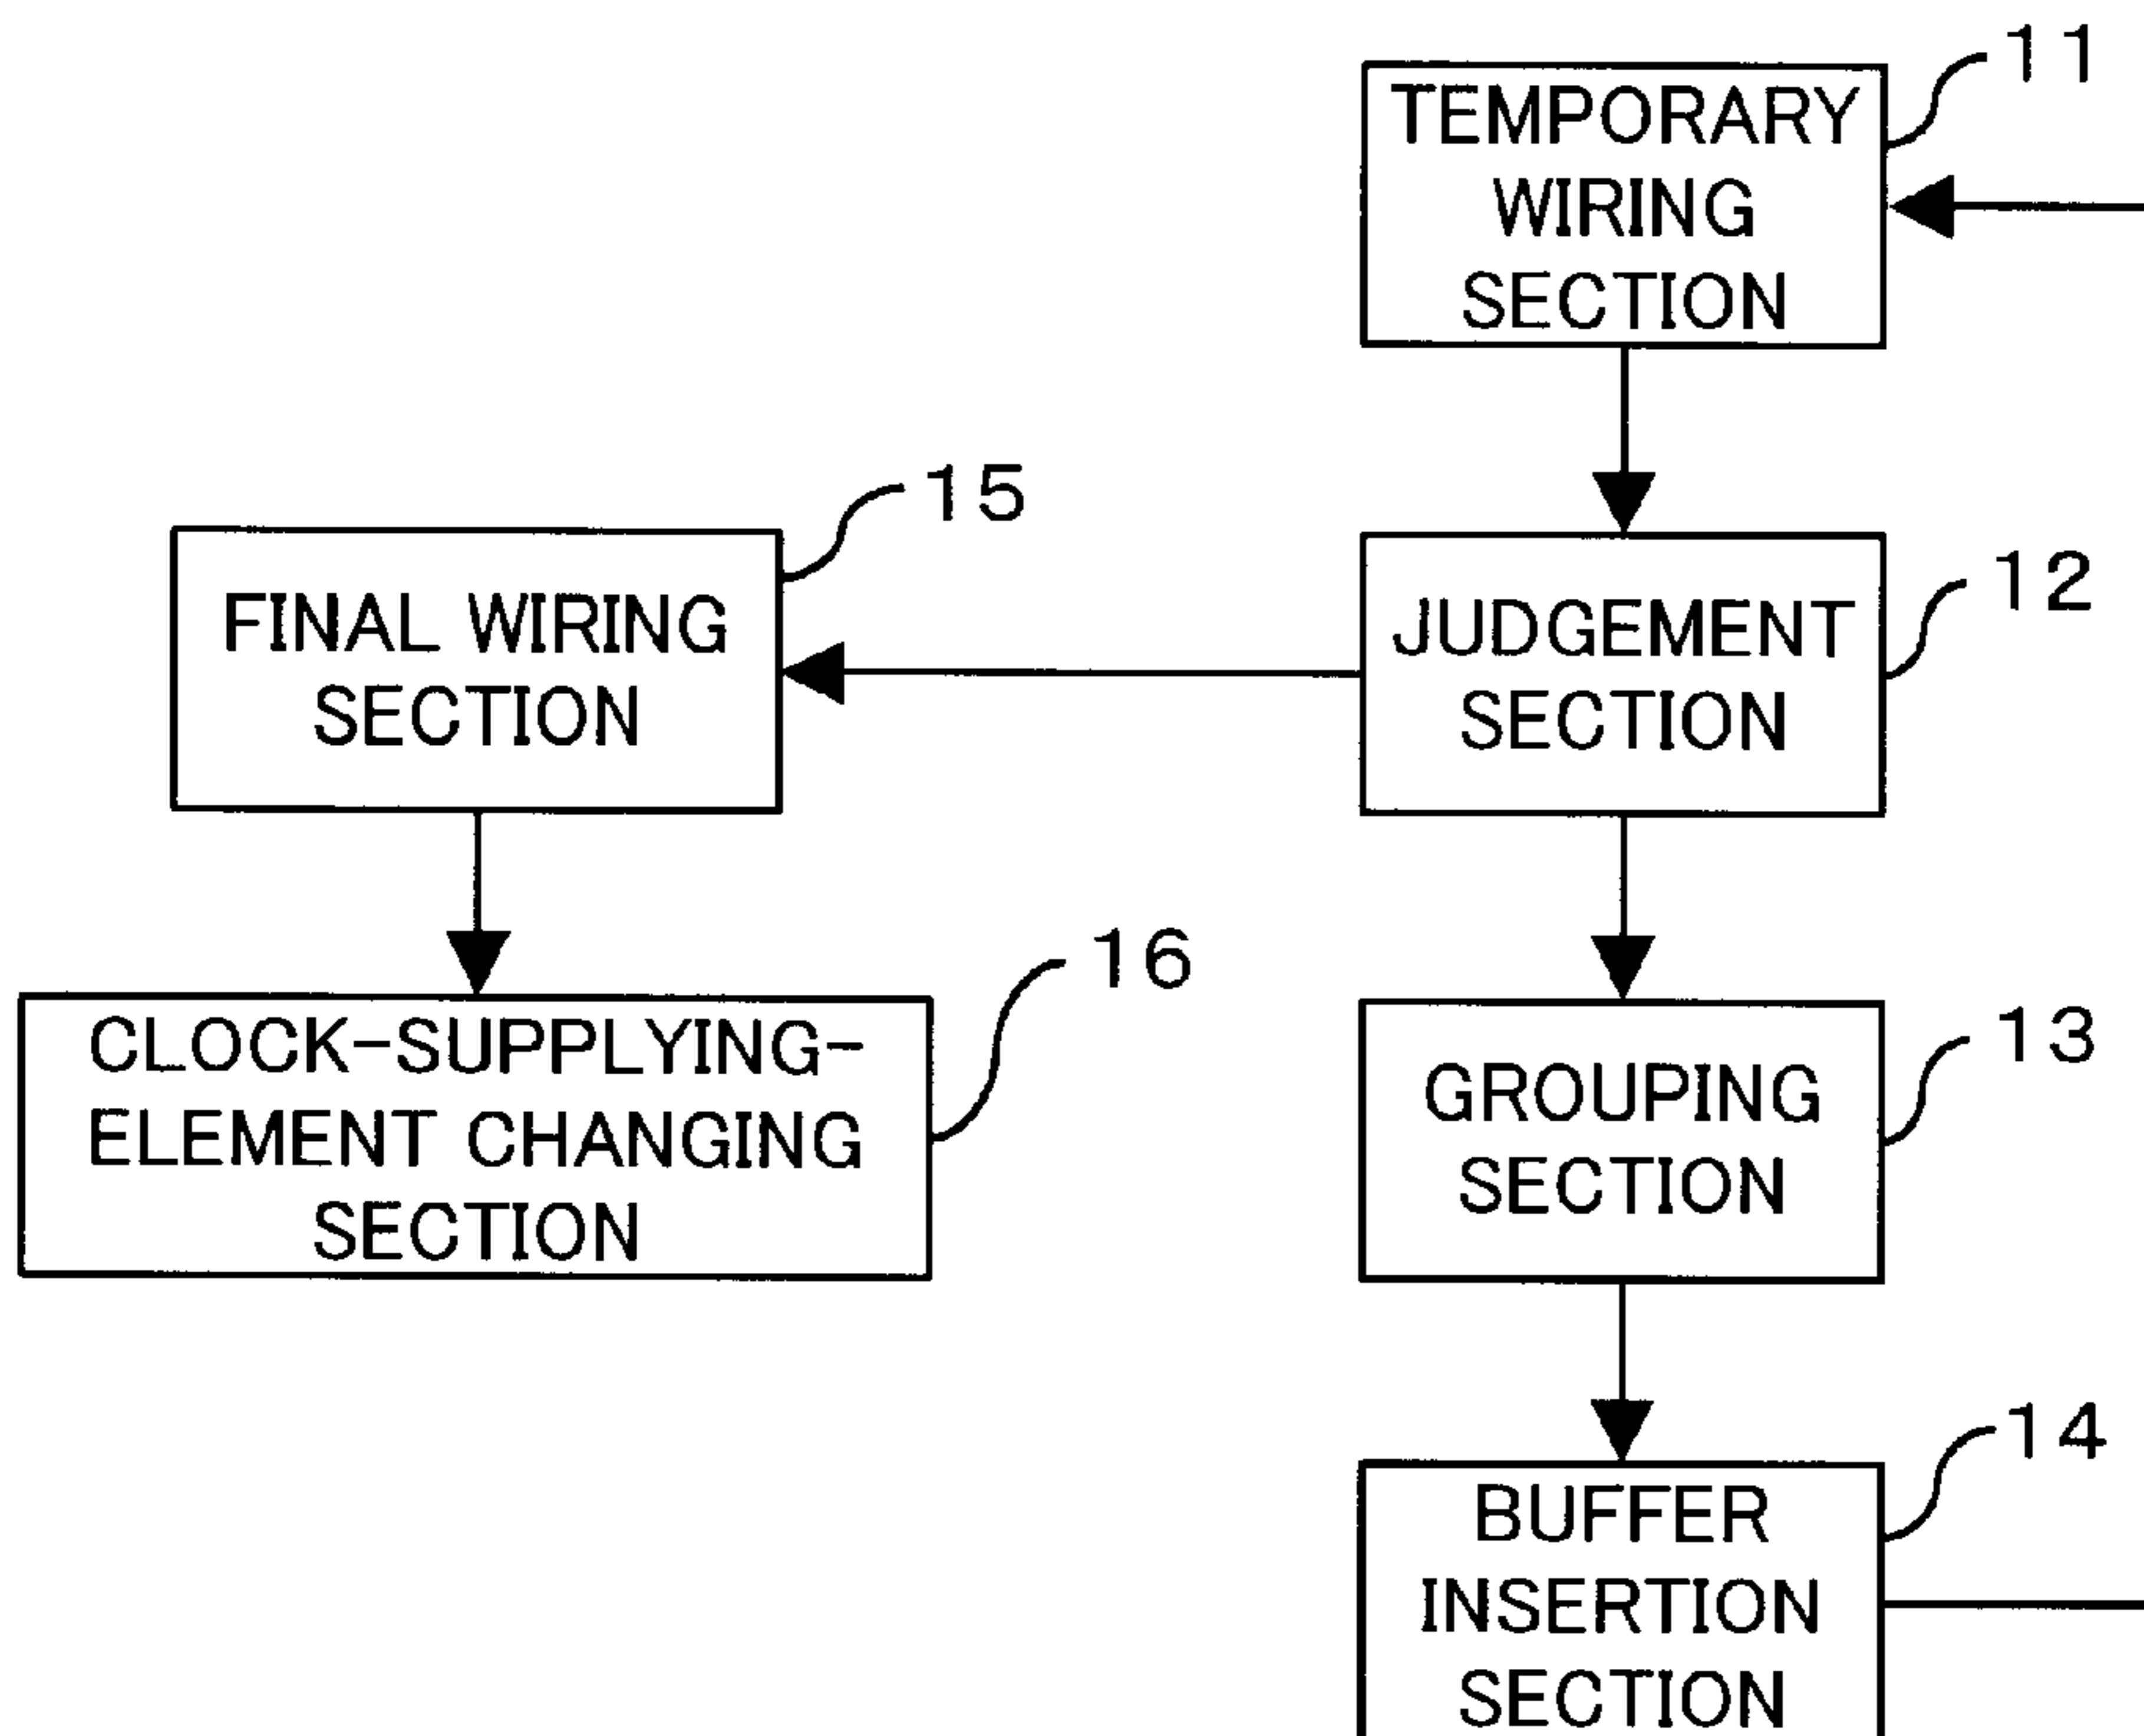 11
TEMPORARY
WIRING
SECTION
15
FINAL WIRING
SECTION
12
JUDGEMENT
SECTION
16
CLOCK-SUPPLYING-
ELEMENT CHANGING
SECTION
13
GROUPING
SECTION
14
BUFFER
INSERTION
SECTION